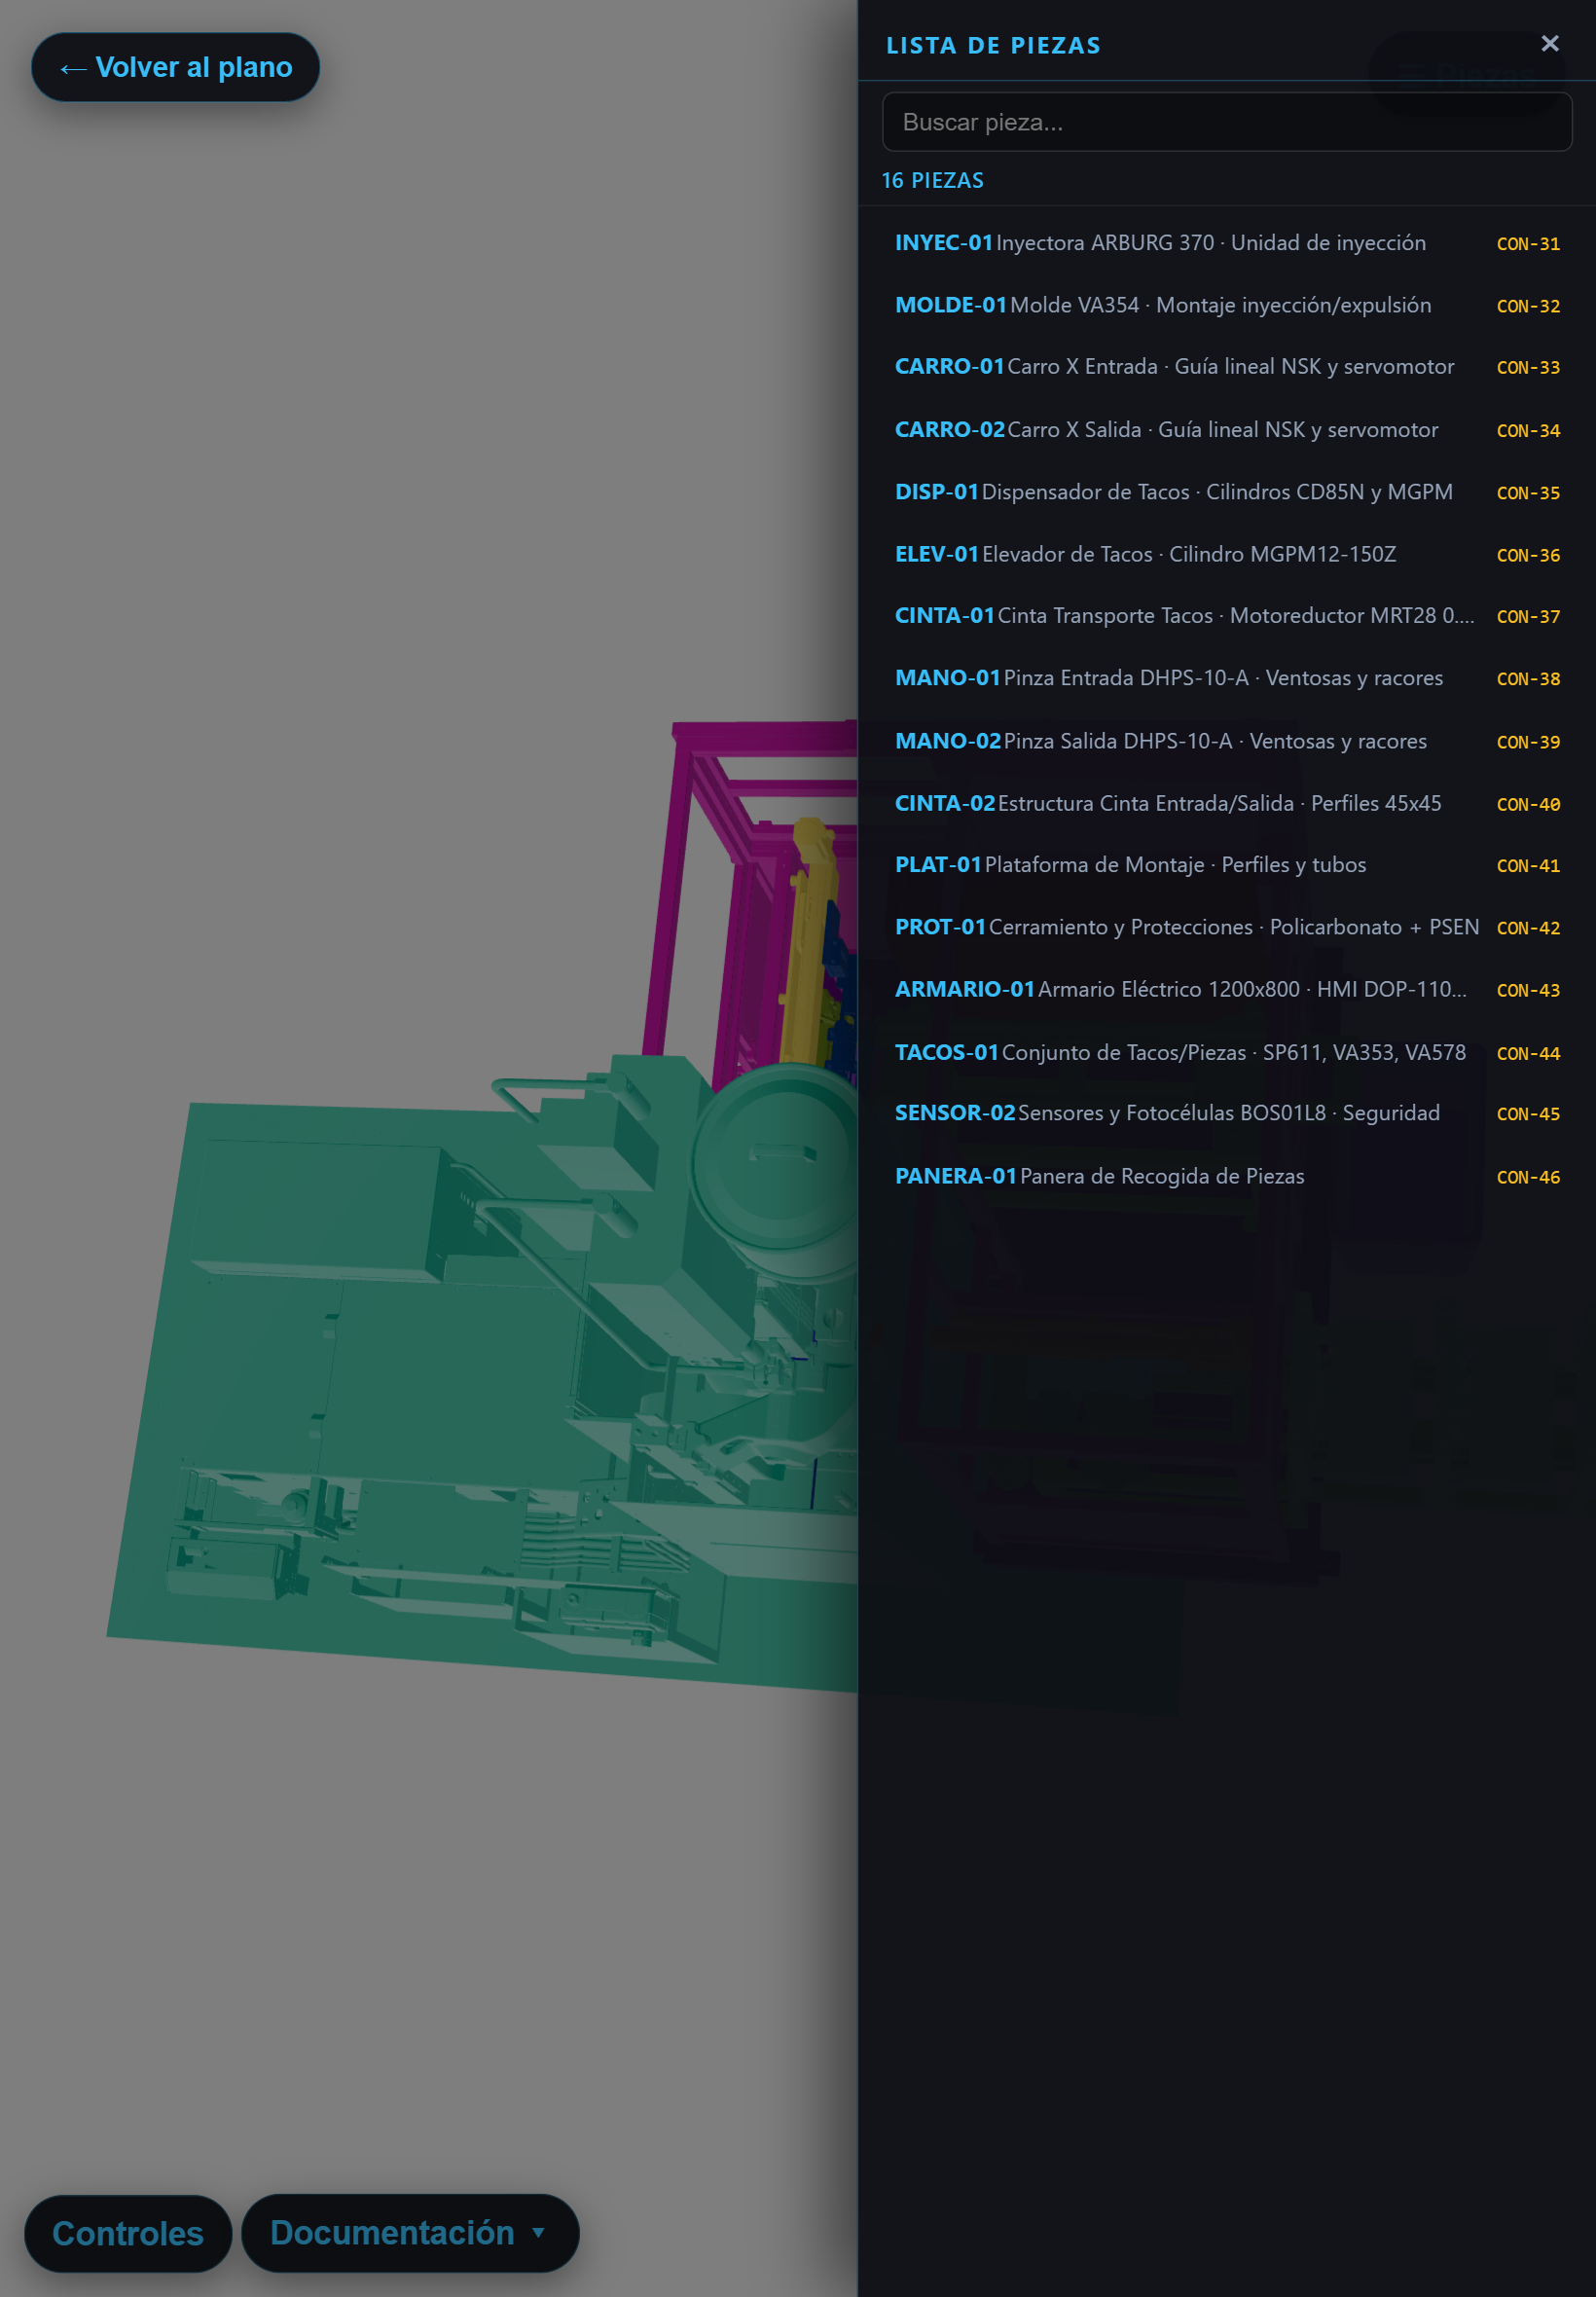 ← Volver al plano
LISTA DE PIEZAS ✕
Piezas
Buscar pieza...
16 PIEZAS
INYEC-01 Inyectora ARBURG 370 · Unidad de inyección CON-31
MOLDE-01 Molde VA354 · Montaje inyección/expulsión CON-32
CARRO-01 Carro X Entrada · Guía lineal NSK y servomotor CON-33
CARRO-02 Carro X Salida · Guía lineal NSK y servomotor CON-34
DISP-01 Dispensador de Tacos · Cilindros CD85N y MGPM CON-35
ELEV-01 Elevador de Tacos · Cilindro MGPM12-150Z CON-36
CINTA-01 Cinta Transporte Tacos · Motoreductor MRT28 0.... CON-37
MANO-01 Pinza Entrada DHPS-10-A · Ventosas y racores CON-38
MANO-02 Pinza Salida DHPS-10-A · Ventosas y racores CON-39
CINTA-02 Estructura Cinta Entrada/Salida · Perfiles 45x45 CON-40
PLAT-01 Plataforma de Montaje · Perfiles y tubos CON-41
PROT-01 Cerramiento y Protecciones · Policarbonato + PSEN CON-42
ARMARIO-01 Armario Eléctrico 1200x800 · HMI DOP-110... CON-43
TACOS-01 Conjunto de Tacos/Piezas · SP611, VA353, VA578 CON-44
SENSOR-02 Sensores y Fotocélulas BOS01L8 · Seguridad CON-45
PANERA-01 Panera de Recogida de Piezas CON-46
Controles
Documentación ▼